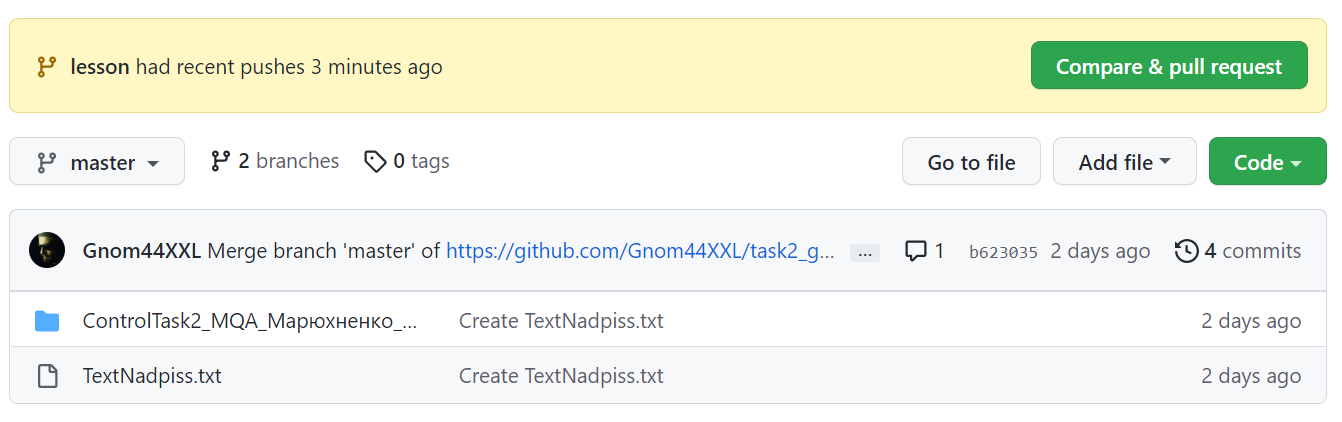 lesson had recent pushes 3 minutes ago
Compare & pull request
master
2 branches
0 tags
Go to file
Add file
Code
Gnom44XXL Merge branch 'master' of https://github.com/Gnom44XXL/task2_g...
...
1
b623035
2 days ago
4 commits
ControlTask2_MQA_Марюхненко_...
Create TextNadpiss.txt
2 days ago
TextNadpiss.txt
Create TextNadpiss.txt
2 days ago